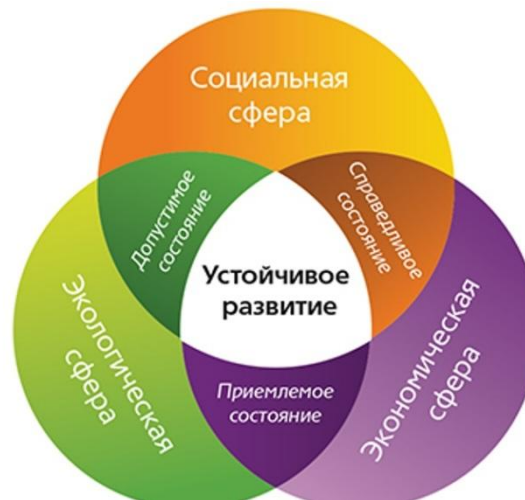 Социальная
сфера
Допустимое
состояние
Справедливое
состояние
Устойчивое
развитие
Экологическая
сфера
Экономическая
сфера
Приемлемое
состояние